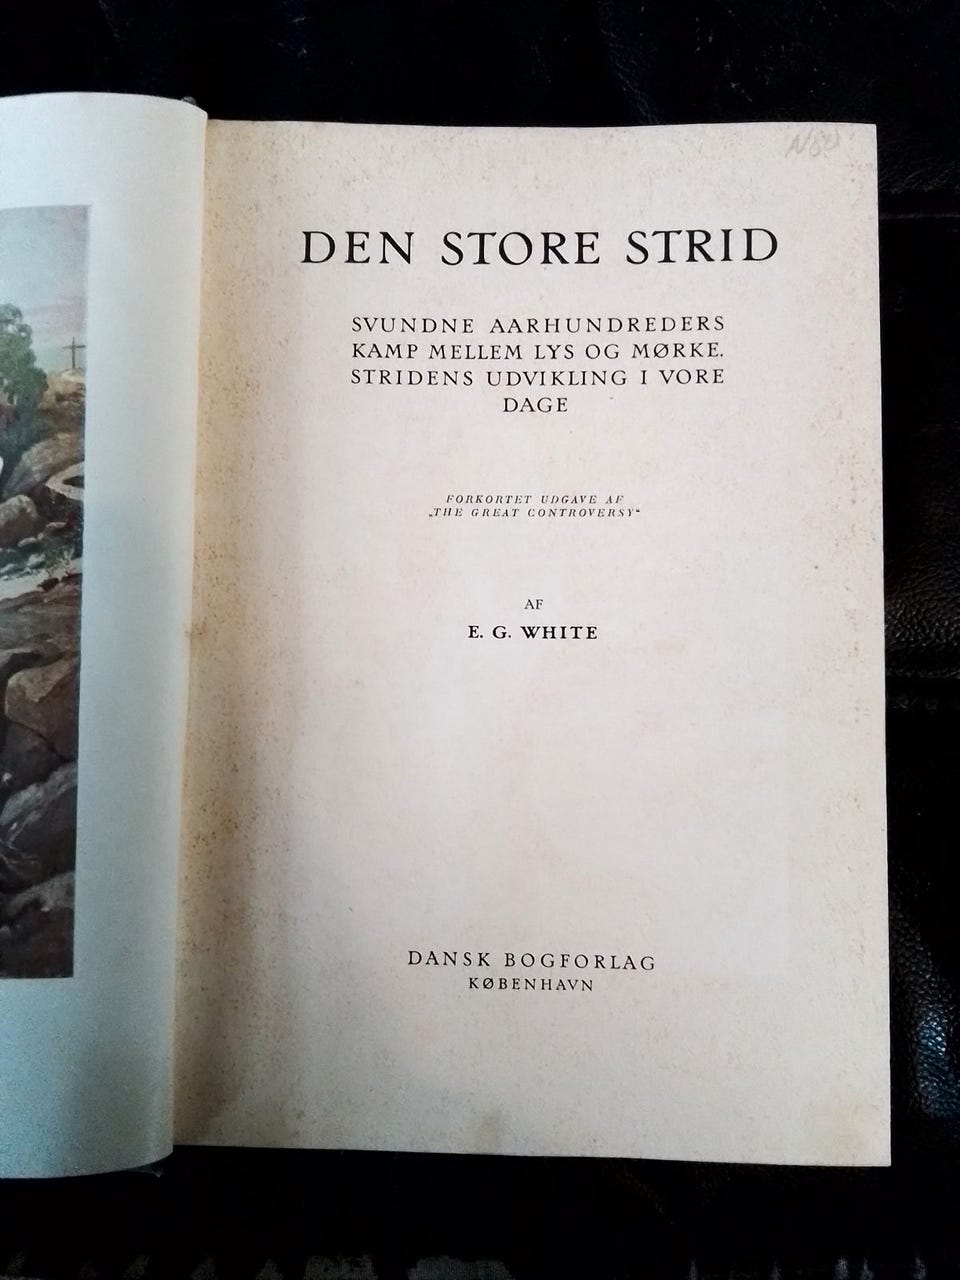 DEN STORE STRID
SVUNDNE AARHUNDREDERS
KAMP MELLEM LYS OG MØRKE.
STRIDENS UDVIKLING I VORE
DAGE
FORKORTET UDGAVE AF
„THE GREAT CONTROVERSY“
AF
E. G. WHITE
DANSK BOGFORLAG
KØBENHAVN